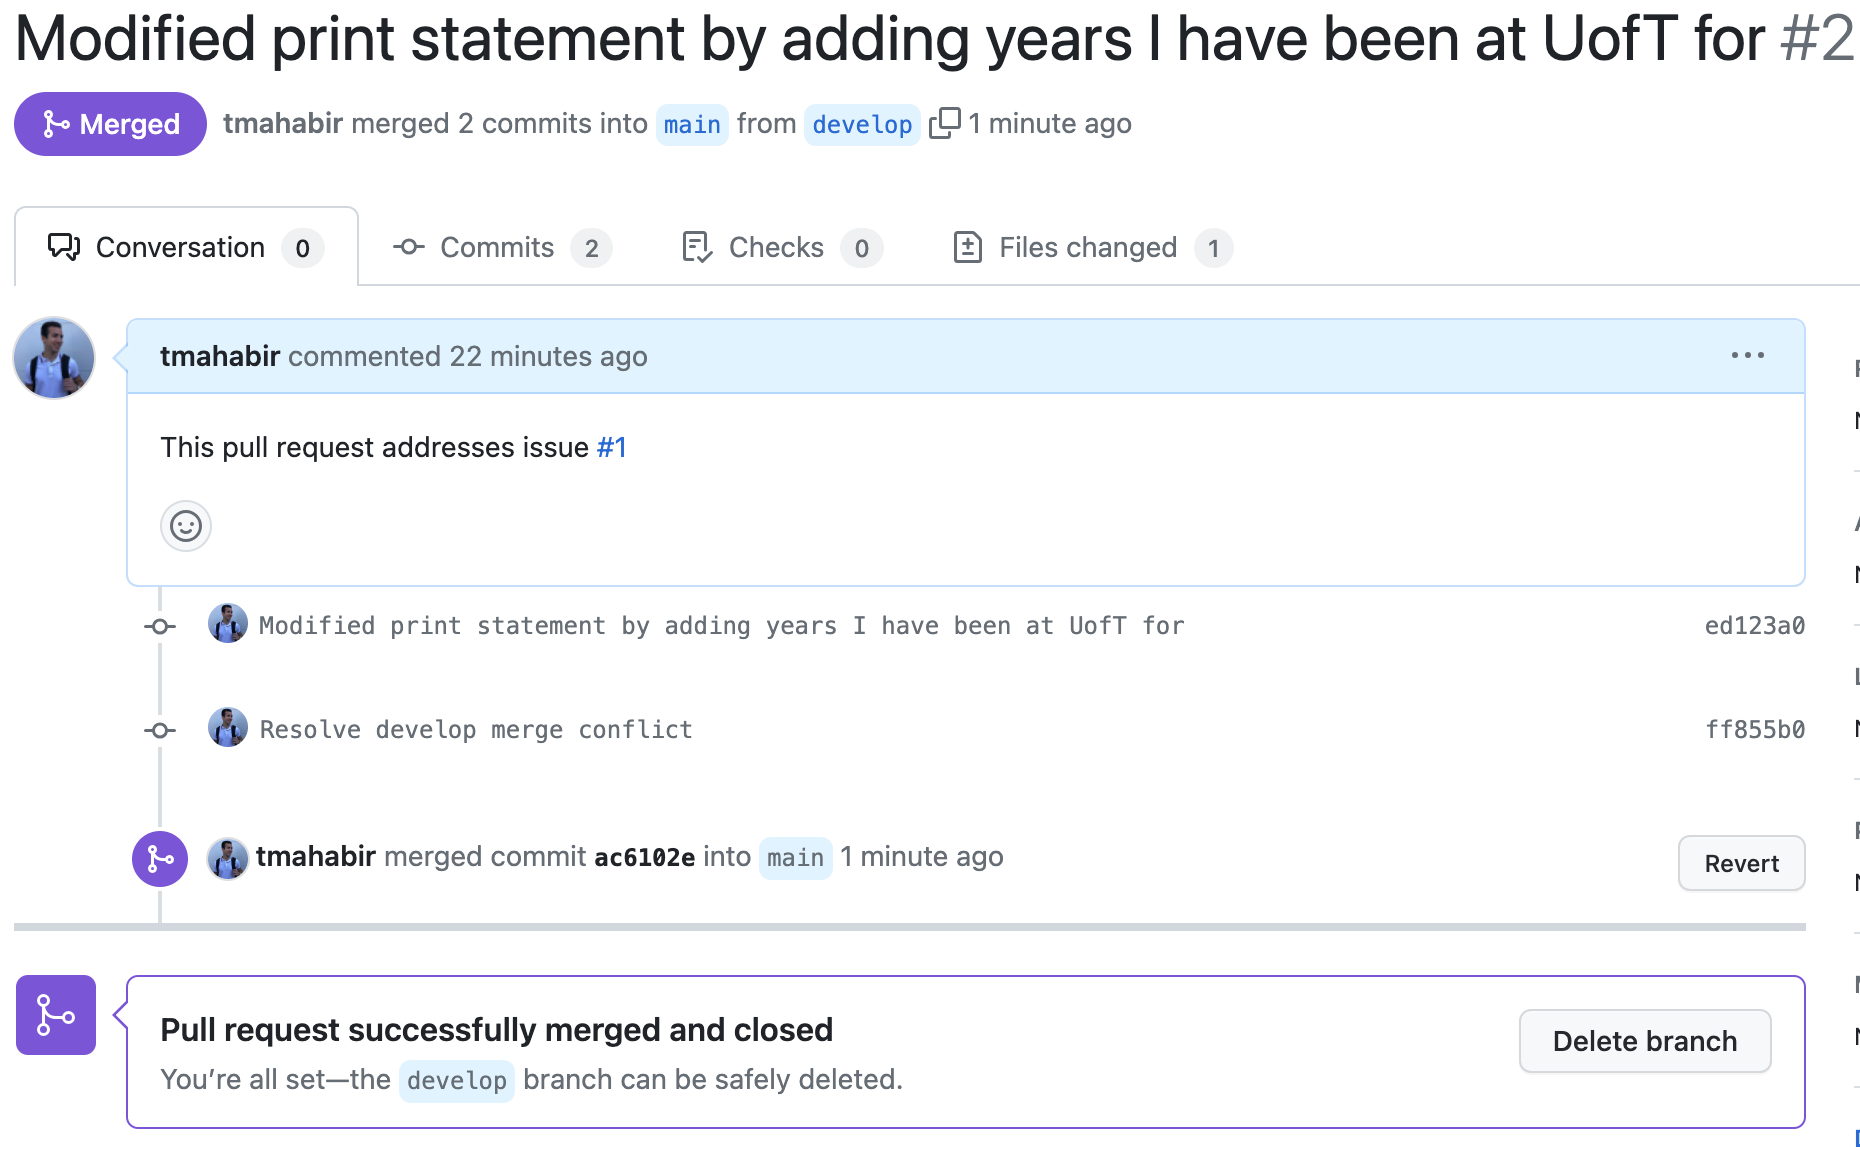 Modified print statement by adding years I have been at UofT for #2
Merged tmahabir merged 2 commits into main from develop 1 minute ago
Conversation 0 Commits 2 Checks 0 Files changed 1
tmahabir commented 22 minutes ago
This pull request addresses issue #1
Modified print statement by adding years I have been at UofT for ed123a0
Resolve develop merge conflict ff855b0
tmahabir merged commit ac6102e into main 1 minute ago Revert
Pull request successfully merged and closed
You’re all set—the develop branch can be safely deleted. Delete branch